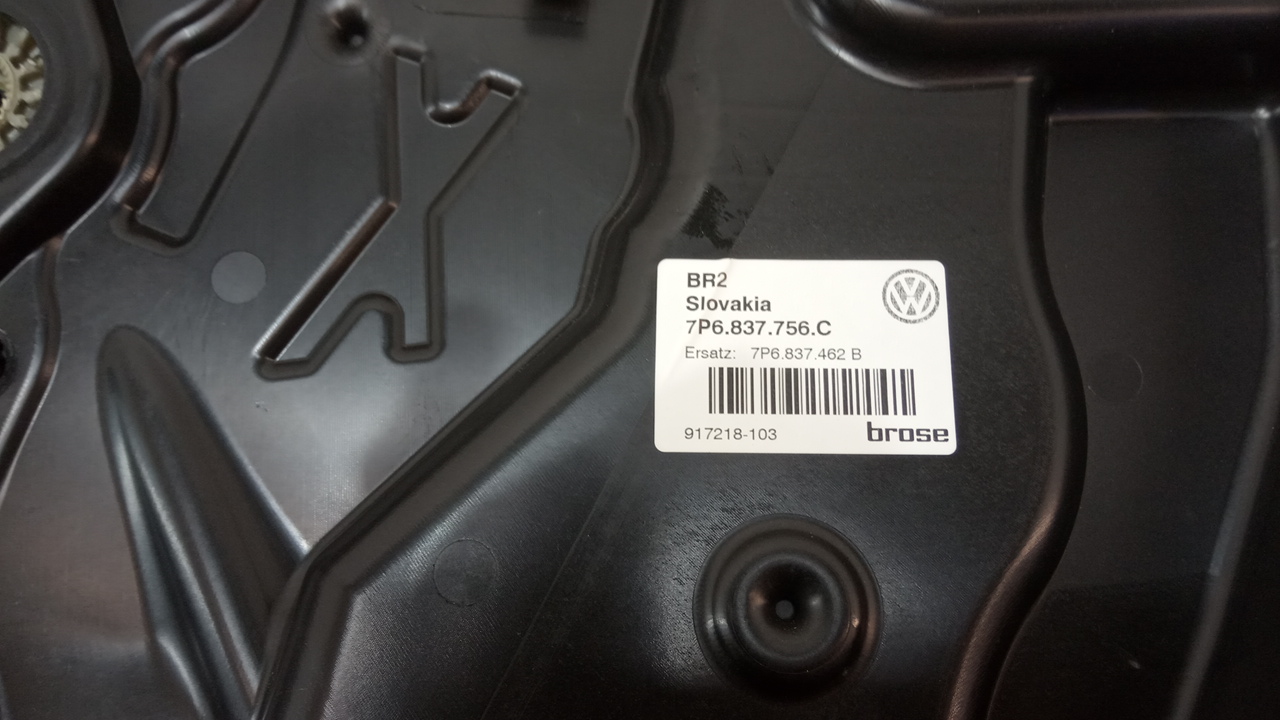 BR2
Slovakia
7P6.837.756.C
Ersatz: 7P6.837.462 B
917218-103
brose